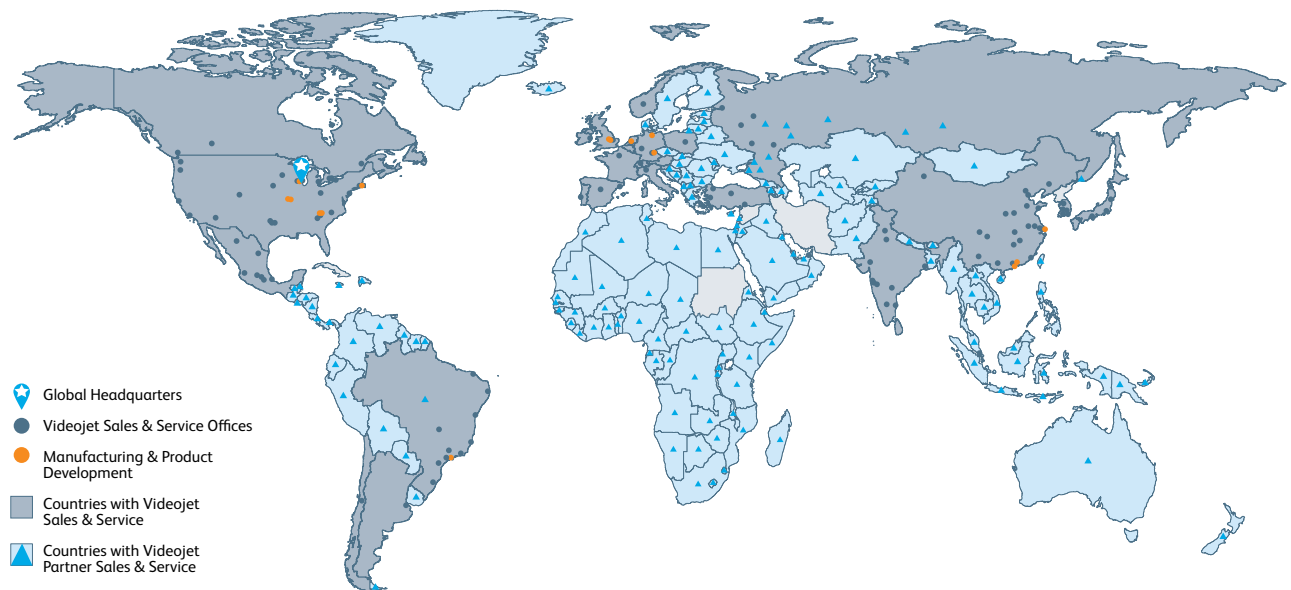 Global Headquarters
Videojet Sales & Service Offices
Manufacturing & Product
Development
Countries with Videojet
Sales & Service
Countries with Videojet
Partner Sales & Service